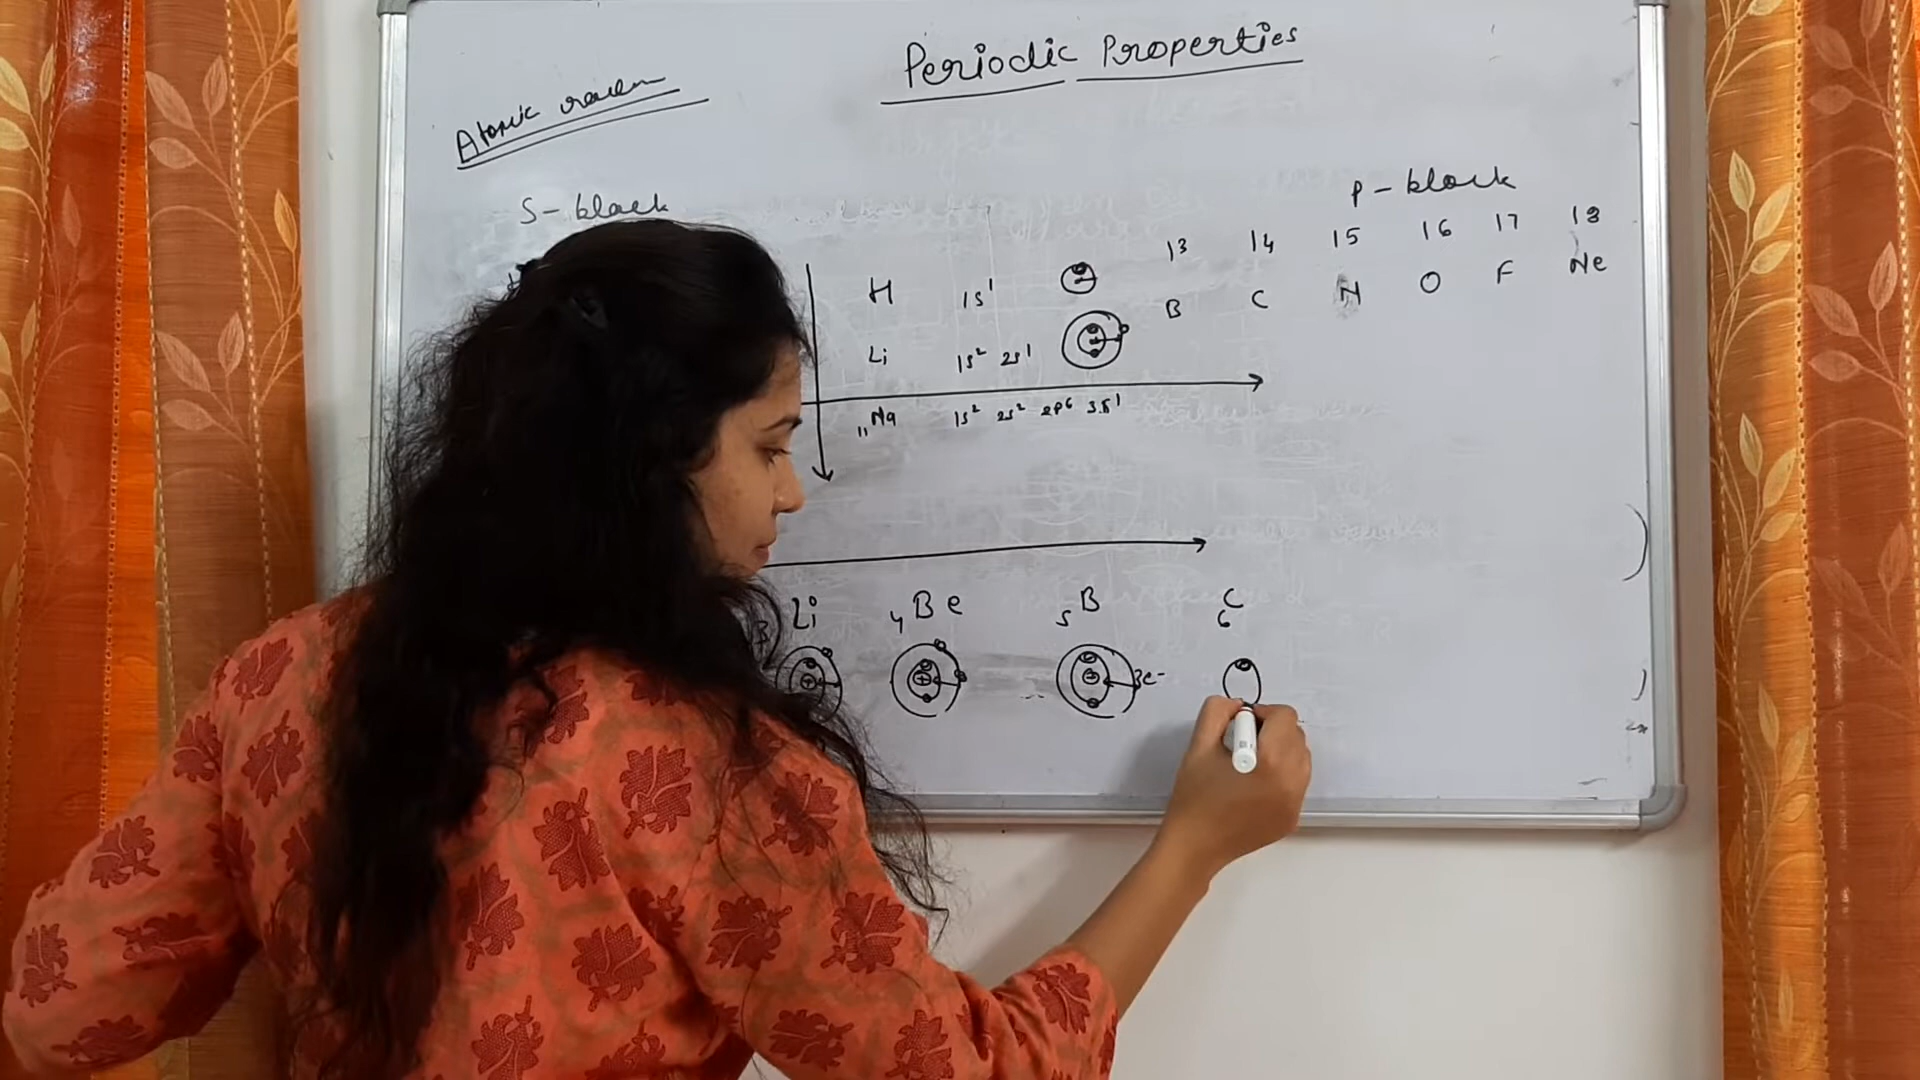 Periodic Properties
Atomic
S-block
P-block
13 14 15 16 17 18
B C N O F Ne
H 1s¹
Li 1s² 2s¹
₁₁Na 1s² 2s² 2p⁶ 3s¹
3 Li ₄Be ₅B ₆C
3e⁻